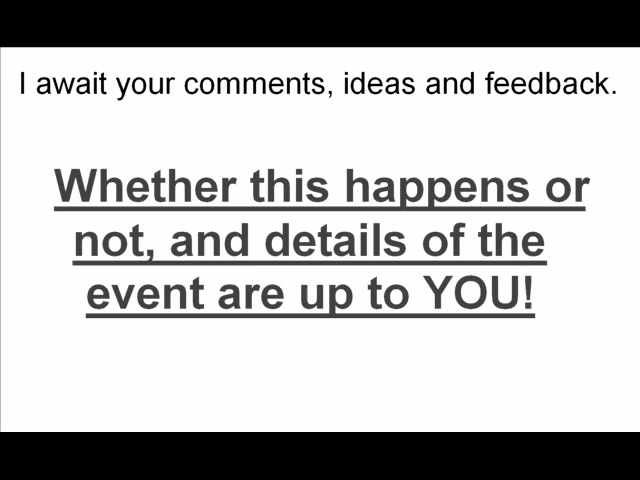 I await your comments, ideas and feedback.
Whether this happens or
not, and details of the
event are up to YOU!